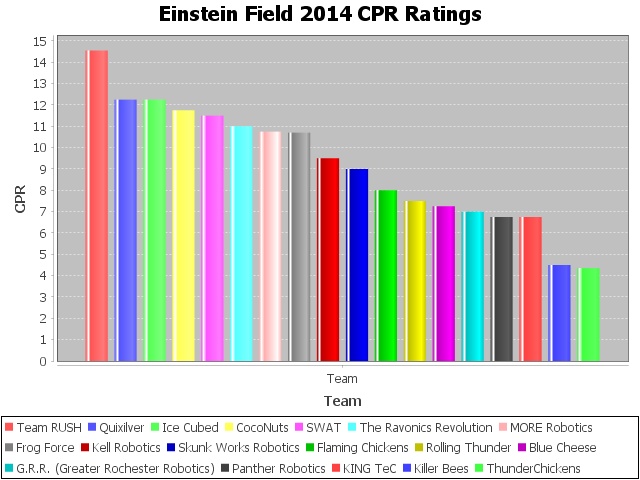 Einstein Field 2014 CPR Ratings
15
14
13
12
11
10
9
8
7
6
5
4
3
2
1
0
CPR
Team
Team
Team RUSH Quixilver Ice Cubed CocoNuts SWAT The Ravonics Revolution MORE Robotics
Frog Force Kell Robotics Skunk Works Robotics Flaming Chickens Rolling Thunder Blue Cheese
G.R.R. (Greater Rochester Robotics) Panther Robotics KING TeC Killer Bees ThunderChickens